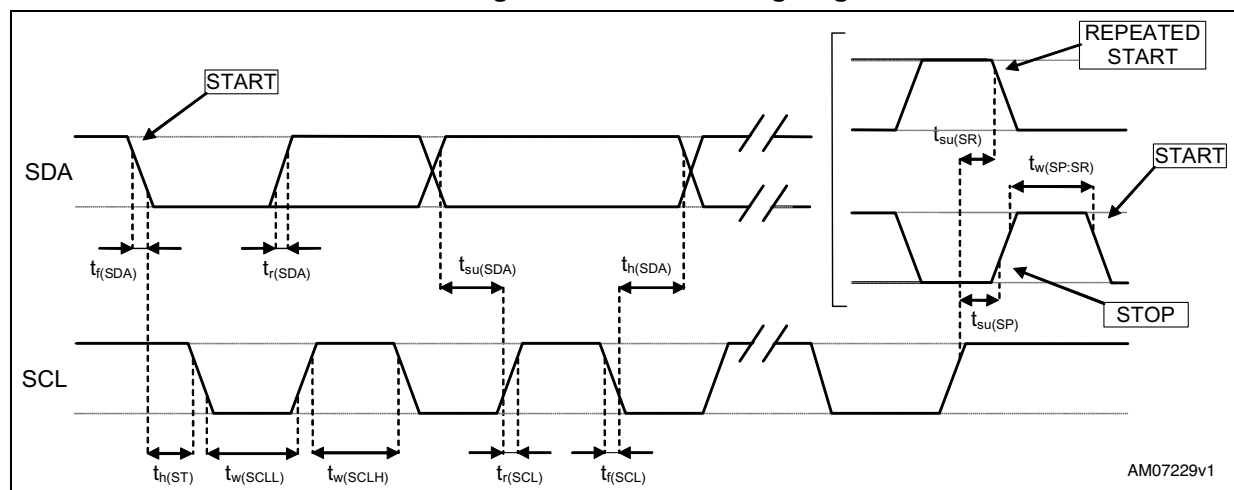 REPEATED
START
START
t_su(SR)
START
t_w(SP:SR)
SDA
t_f(SDA)
t_r(SDA)
t_su(SDA)
t_h(SDA)
t_su(SP)
STOP
SCL
t_h(ST)
t_w(SCLL)
t_w(SCLH)
t_r(SCL)
t_f(SCL)
AM07229v1